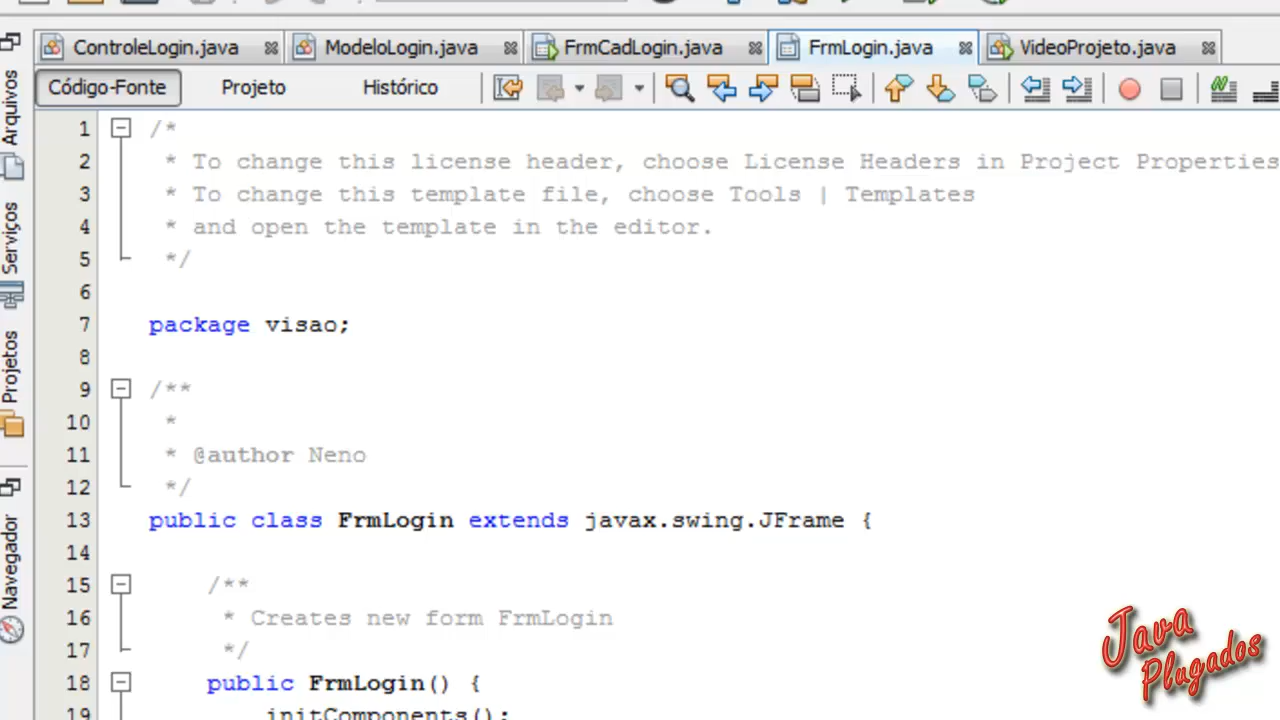 ControleLogin.java ModeloLogin.java FrmCadLogin.java FrmLogin.java VideoProjeto.java
Código-Fonte Projeto Histórico
Arquivos
Serviços
Projetos
Navegador
1 /*
2 * To change this license header, choose License Headers in Project Properties
3 * To change this template file, choose Tools | Templates
4 * and open the template in the editor.
5 */
6
7 package visao;
8
9 /**
10 *
11 * @author Neno
12 */
13 public class FrmLogin extends javax.swing.JFrame {
14
15 /**
16 * Creates new form FrmLogin
17 */
18 public FrmLogin() {
19 initComponents();
Java
Plugados